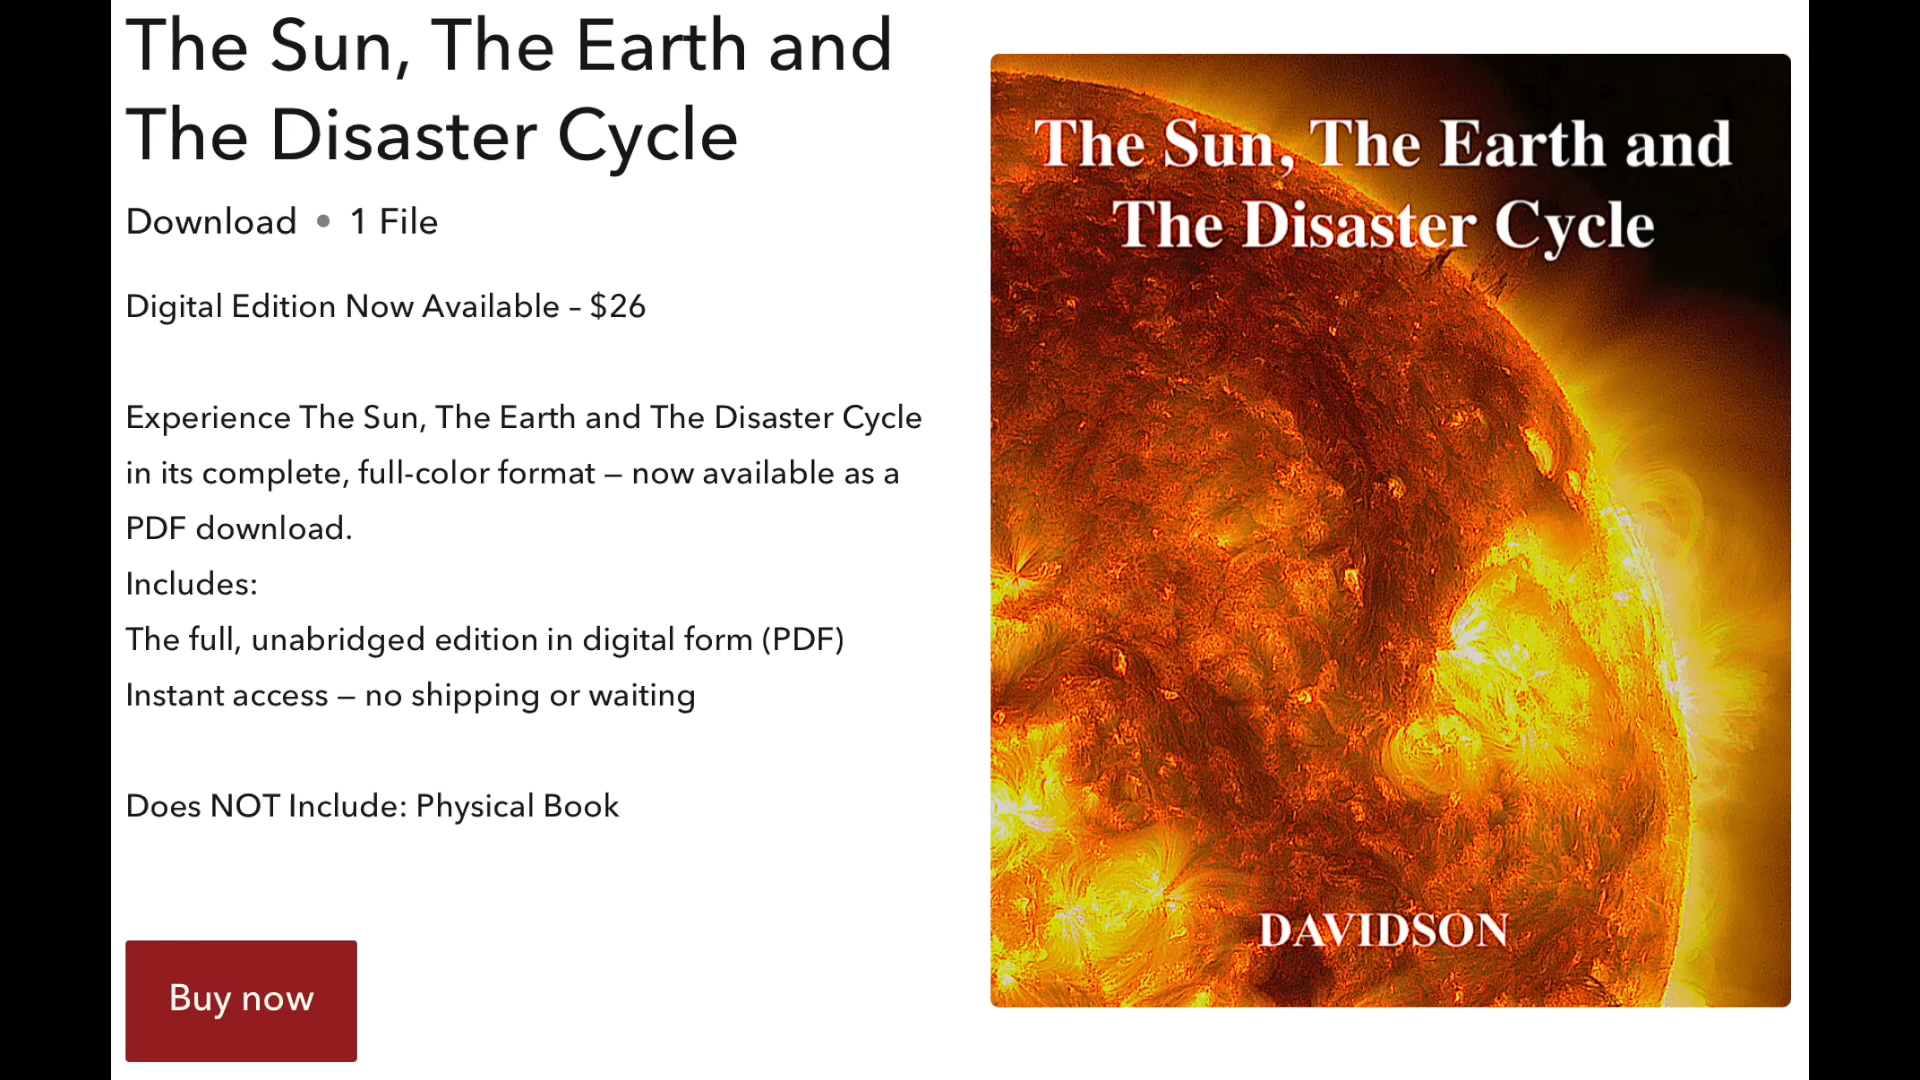 The Sun, The Earth and
The Disaster Cycle
Download • 1 File
Digital Edition Now Available – $26
Experience The Sun, The Earth and The Disaster Cycle
in its complete, full-color format — now available as a
PDF download.
Includes:
The full, unabridged edition in digital form (PDF)
Instant access — no shipping or waiting
Does NOT Include: Physical Book
Buy now
The Sun, The Earth and
The Disaster Cycle
DAVIDSON